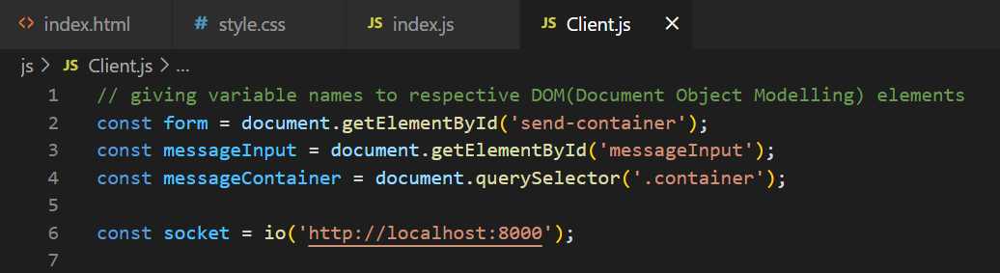 <> index.html # style.css JS index.js JS Client.js ×
js > JS Client.js > ...
1 // giving variable names to respective DOM(Document Object Modelling) elements
2 const form = document.getElementById('send-container');
3 const messageInput = document.getElementById('messageInput');
4 const messageContainer = document.querySelector('.container');
5
6 const socket = io('http://localhost:8000');
7